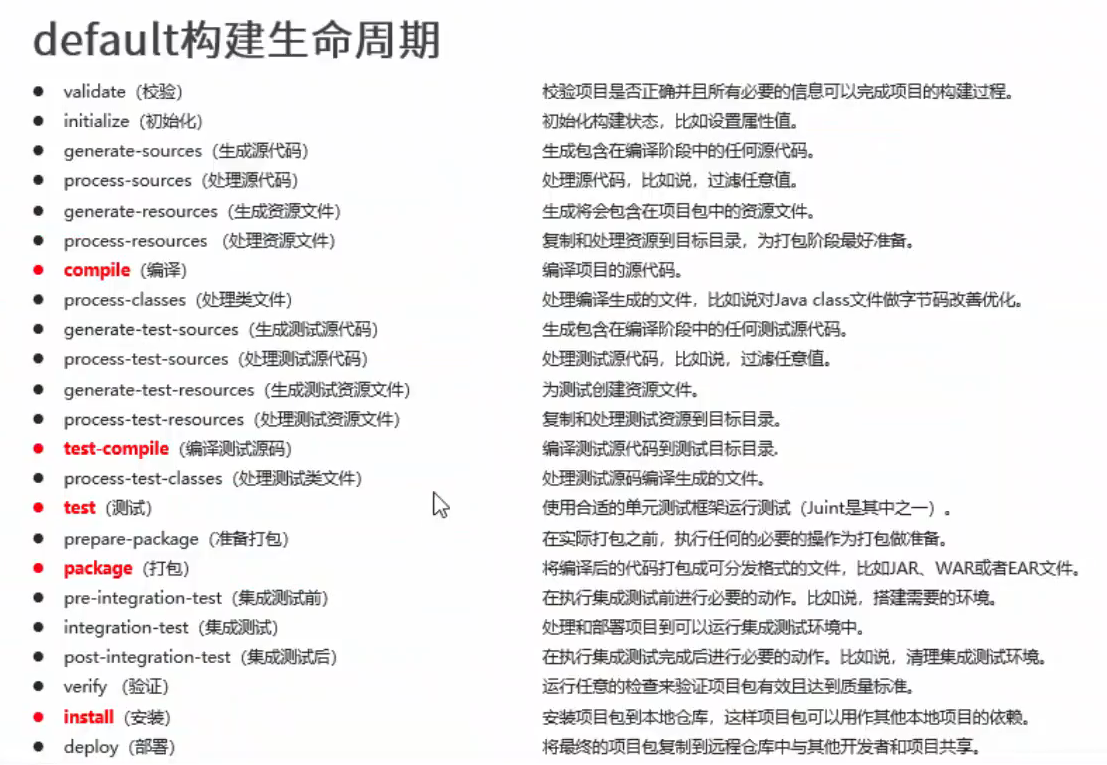 default构建生命周期
● validate（校验） 校验项目是否正确并且所有必要的信息可以完成项目的构建过程。
● initialize（初始化） 初始化构建状态，比如设置属性值。
● generate-sources（生成源代码） 生成包含在编译阶段中的任何源代码。
● process-sources（处理源代码） 处理源代码，比如说，过滤任意值。
● generate-resources（生成资源文件） 生成将会包含在项目包中的资源文件。
● process-resources （处理资源文件） 复制和处理资源到目标目录，为打包阶段最好准备。
● compile（编译） 编译项目的源代码。
● process-classes（处理类文件） 处理编译生成的文件，比如说对Java class文件做字节码改善优化。
● generate-test-sources（生成测试源代码） 生成包含在编译阶段中的任何测试源代码。
● process-test-sources（处理测试源代码） 处理测试源代码，比如说，过滤任意值。
● generate-test-resources（生成测试资源文件） 为测试创建资源文件。
● process-test-resources（处理测试资源文件） 复制和处理测试资源到目标目录。
● test-compile（编译测试源码） 编译测试源代码到测试目标目录.
● process-test-classes（处理测试类文件） 处理测试源码编译生成的文件。
● test（测试） 使用合适的单元测试框架运行测试（Juint是其中之一）。
● prepare-package（准备打包） 在实际打包之前，执行任何的必要的操作为打包做准备。
● package（打包） 将编译后的代码打包成可分发格式的文件，比如JAR、WAR或者EAR文件。
● pre-integration-test（集成测试前） 在执行集成测试前进行必要的动作。比如说，搭建需要的环境。
● integration-test（集成测试） 处理和部署项目到可以运行集成测试环境中。
● post-integration-test（集成测试后） 在执行集成测试完成后进行必要的动作。比如说，清理集成测试环境。
● verify （验证） 运行任意的检查来验证项目包有效且达到质量标准。
● install（安装） 安装项目包到本地仓库，这样项目包可以用作其他本地项目的依赖。
● deploy（部署） 将最终的项目包复制到远程仓库中与其他开发者和项目共享。